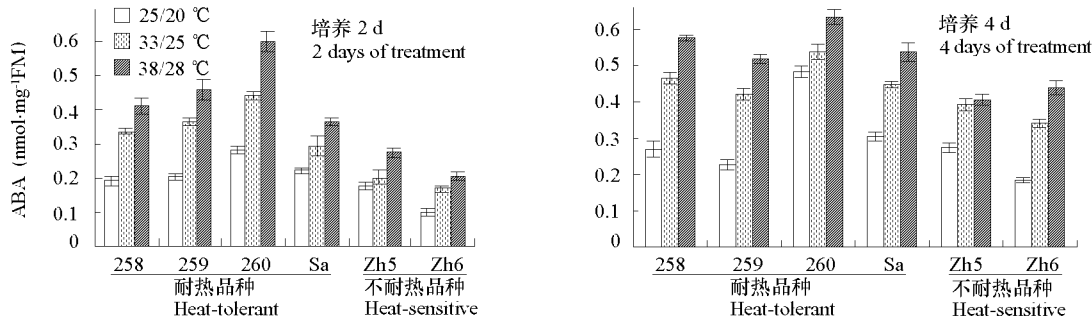 25/20 ℃
33/25 ℃
38/28 ℃
培养 2 d
2 days of treatment
ABA (nmol·mg⁻¹FM)
0.6
0.5
0.4
0.3
0.2
0.1
0
258 259 260 Sa Zh5 Zh6
耐热品种 不耐热品种
Heat-tolerant Heat-sensitive
培养 4 d
4 days of treatment
0.6
0.5
0.4
0.3
0.2
0.1
0
258 259 260 Sa Zh5 Zh6
耐热品种 不耐热品种
Heat-tolerant Heat-sensitive